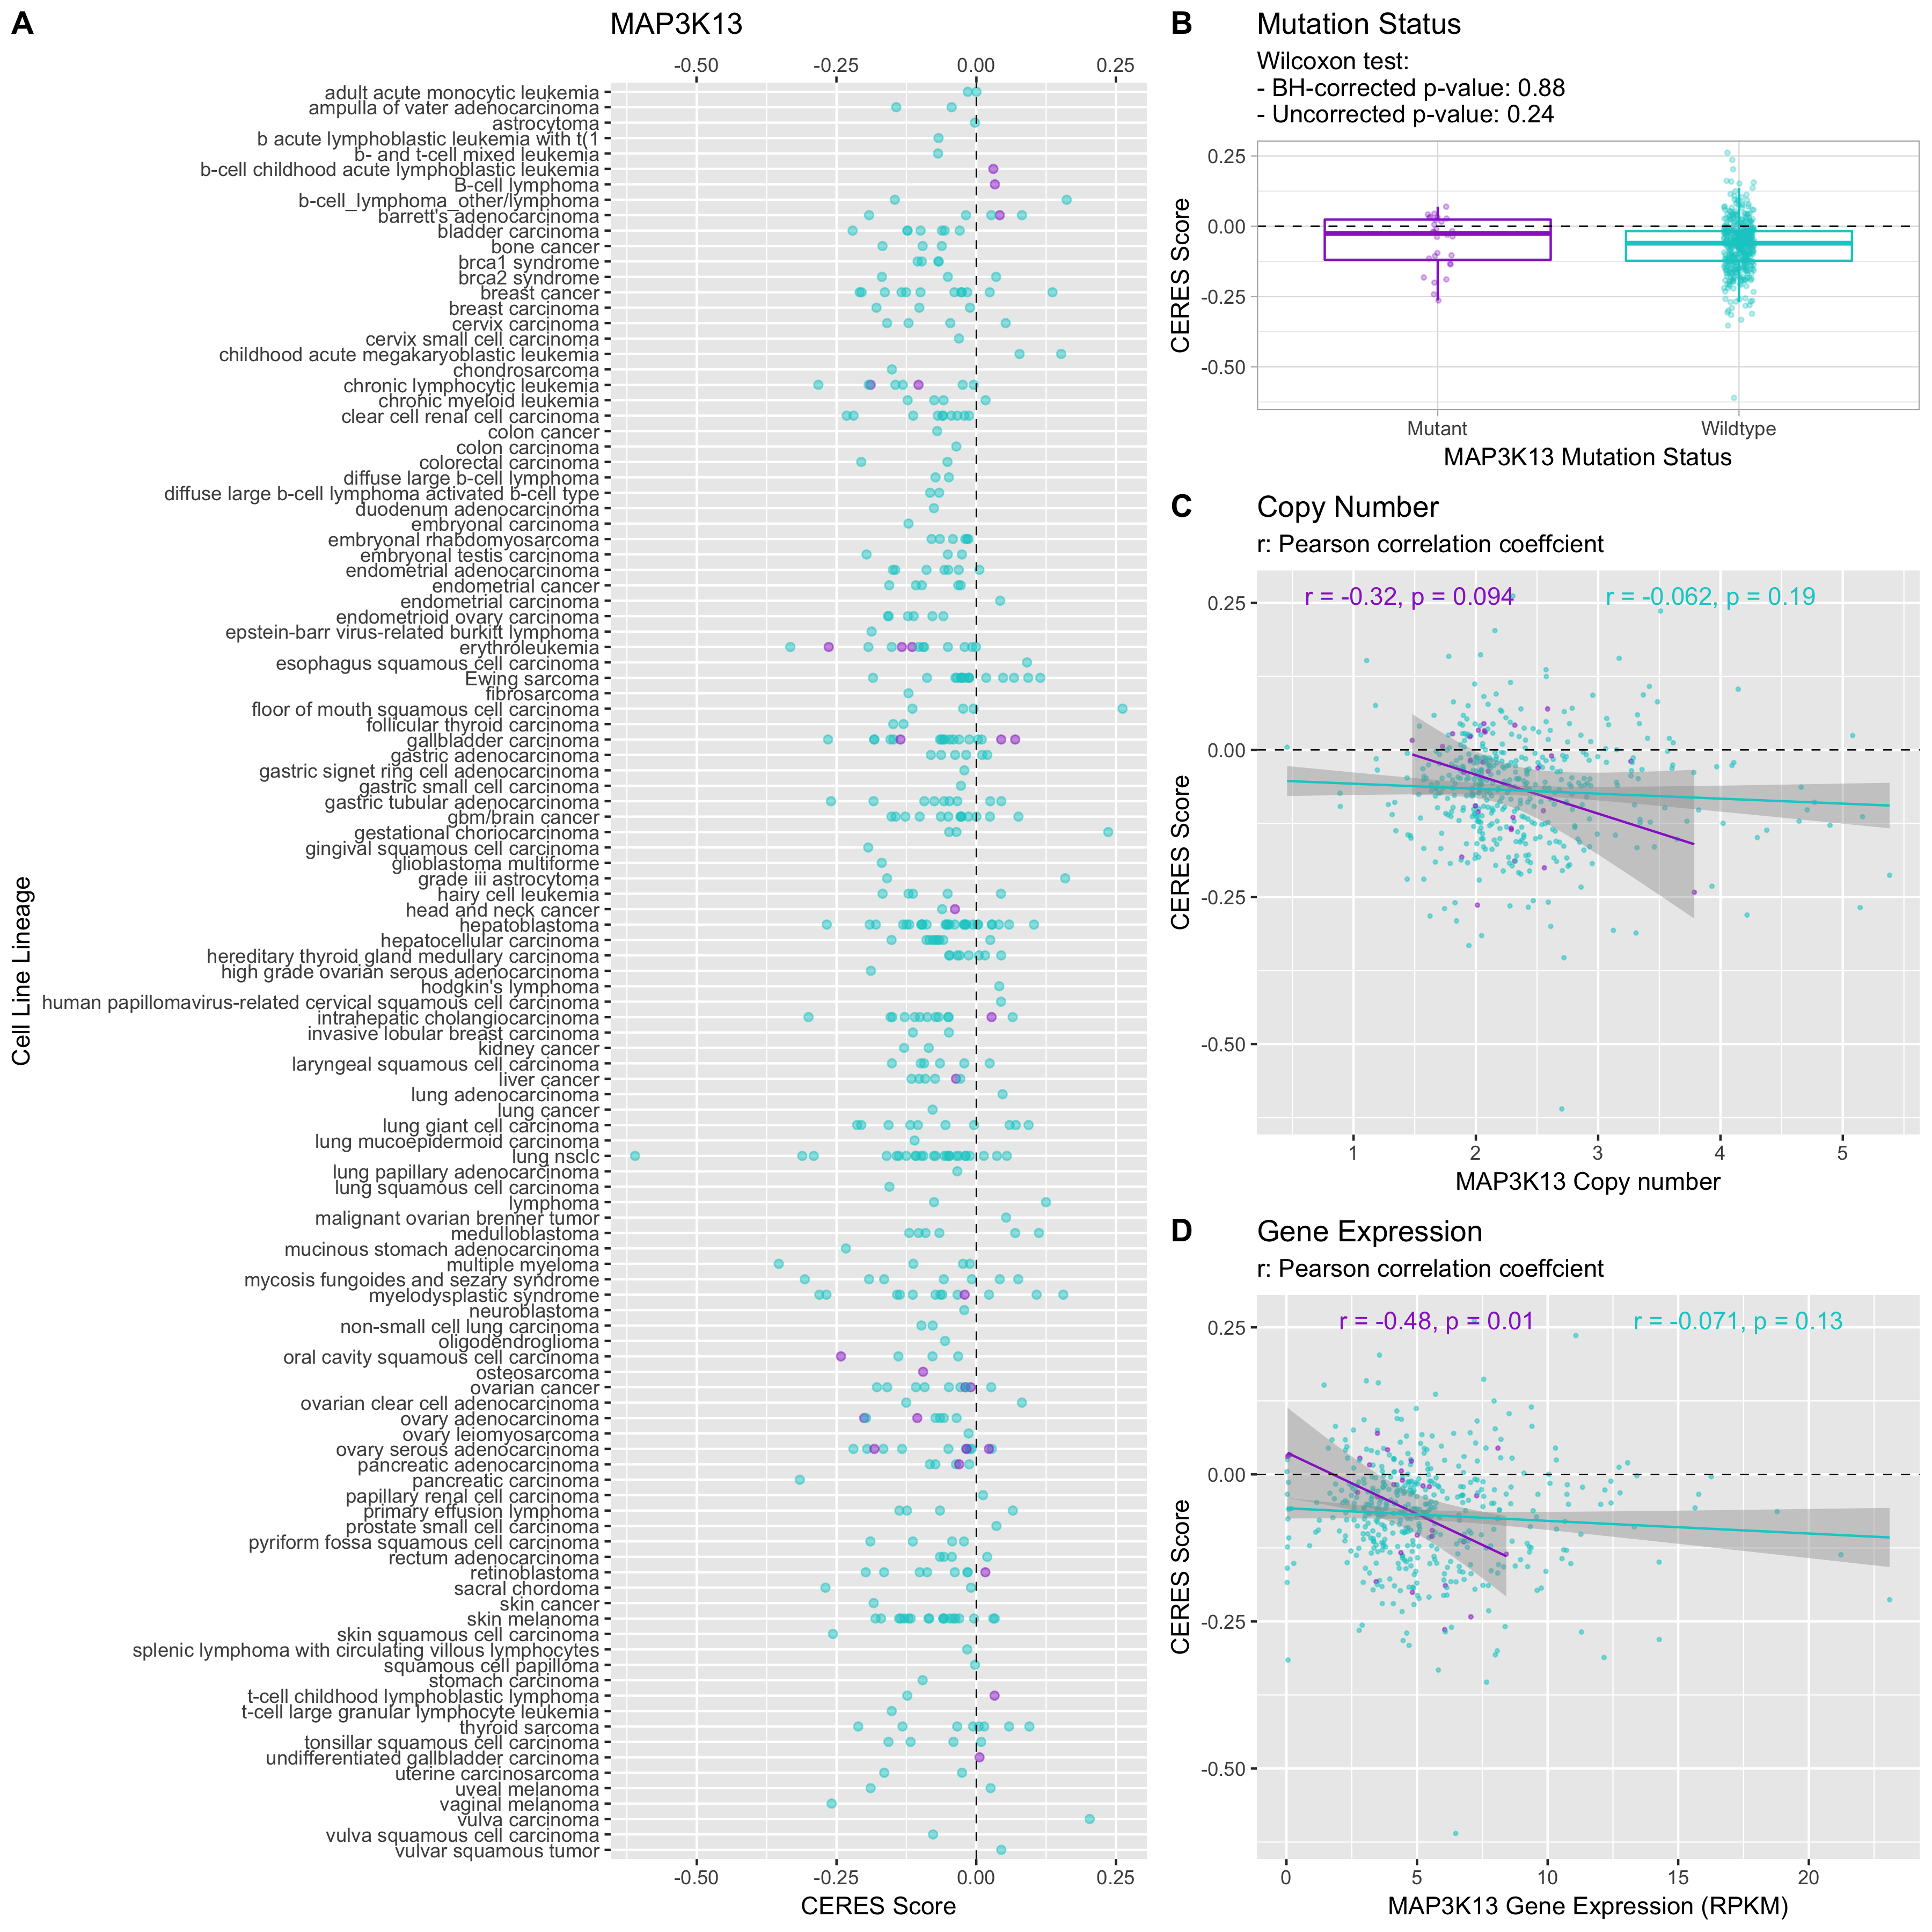 A
MAP3K13
-0.50 -0.25 0.00 0.25
adult acute monocytic leukemia
ampulla of vater adenocarcinoma
astrocytoma
b acute lymphoblastic leukemia with t(1
b- and t-cell mixed leukemia
b-cell childhood acute lymphoblastic leukemia
B-cell lymphoma
b-cell_lymphoma_other/lymphoma
barrett's adenocarcinoma
bladder carcinoma
bone cancer
brca1 syndrome
brca2 syndrome
breast cancer
breast carcinoma
cervix carcinoma
cervix small cell carcinoma
childhood acute megakaryoblastic leukemia
chondrosarcoma
chronic lymphocytic leukemia
chronic myeloid leukemia
clear cell renal cell carcinoma
colon cancer
colon carcinoma
colorectal carcinoma
diffuse large b-cell lymphoma
diffuse large b-cell lymphoma activated b-cell type
duodenum adenocarcinoma
embryonal carcinoma
embryonal rhabdomyosarcoma
embryonal testis carcinoma
endometrial adenocarcinoma
endometrial cancer
endometrial carcinoma
endometrioid ovary carcinoma
epstein-barr virus-related burkitt lymphoma
erythroleukemia
esophagus squamous cell carcinoma
Ewing sarcoma
fibrosarcoma
floor of mouth squamous cell carcinoma
follicular thyroid carcinoma
gallbladder carcinoma
gastric adenocarcinoma
gastric signet ring cell adenocarcinoma
gastric small cell carcinoma
gastric tubular adenocarcinoma
gbm/brain cancer
gestational choriocarcinoma
gingival squamous cell carcinoma
glioblastoma multiforme
grade iii astrocytoma
hairy cell leukemia
head and neck cancer
hepatoblastoma
hepatocellular carcinoma
hereditary thyroid gland medullary carcinoma
high grade ovarian serous adenocarcinoma
hodgkin's lymphoma
human papillomavirus-related cervical squamous cell carcinoma
intrahepatic cholangiocarcinoma
invasive lobular breast carcinoma
kidney cancer
laryngeal squamous cell carcinoma
liver cancer
lung adenocarcinoma
lung cancer
lung giant cell carcinoma
lung mucoepidermoid carcinoma
lung nsclc
lung papillary adenocarcinoma
lung squamous cell carcinoma
lymphoma
malignant ovarian brenner tumor
medulloblastoma
mucinous stomach adenocarcinoma
multiple myeloma
mycosis fungoides and sezary syndrome
myelodysplastic syndrome
neuroblastoma
non-small cell lung carcinoma
oligodendroglioma
oral cavity squamous cell carcinoma
osteosarcoma
ovarian cancer
ovarian clear cell adenocarcinoma
ovary adenocarcinoma
ovary leiomyosarcoma
ovary serous adenocarcinoma
pancreatic adenocarcinoma
pancreatic carcinoma
papillary renal cell carcinoma
primary effusion lymphoma
prostate small cell carcinoma
pyriform fossa squamous cell carcinoma
rectum adenocarcinoma
retinoblastoma
sacral chordoma
skin cancer
skin melanoma
skin squamous cell carcinoma
splenic lymphoma with circulating villous lymphocytes
squamous cell papilloma
stomach carcinoma
t-cell childhood lymphoblastic lymphoma
t-cell large granular lymphocyte leukemia
thyroid sarcoma
tonsillar squamous cell carcinoma
undifferentiated gallbladder carcinoma
uterine carcinosarcoma
uveal melanoma
vaginal melanoma
vulva carcinoma
vulva squamous cell carcinoma
vulvar squamous tumor
-0.50 -0.25 0.00 0.25
CERES Score
Cell Line Lineage
B
Mutation Status
Wilcoxon test:
- BH-corrected p-value: 0.88
- Uncorrected p-value: 0.24
0.25
0.00
-0.25
-0.50
CERES Score
Mutant Wildtype
MAP3K13 Mutation Status
C
Copy Number
r: Pearson correlation coeffcient
r = -0.32, p = 0.094 r = -0.062, p = 0.19
0.25
0.00
-0.25
-0.50
CERES Score
1 2 3 4 5
MAP3K13 Copy number
D
Gene Expression
r: Pearson correlation coeffcient
r = -0.48, p = 0.01 r = -0.071, p = 0.13
0.25
0.00
-0.25
-0.50
CERES Score
0 5 10 15 20
MAP3K13 Gene Expression (RPKM)